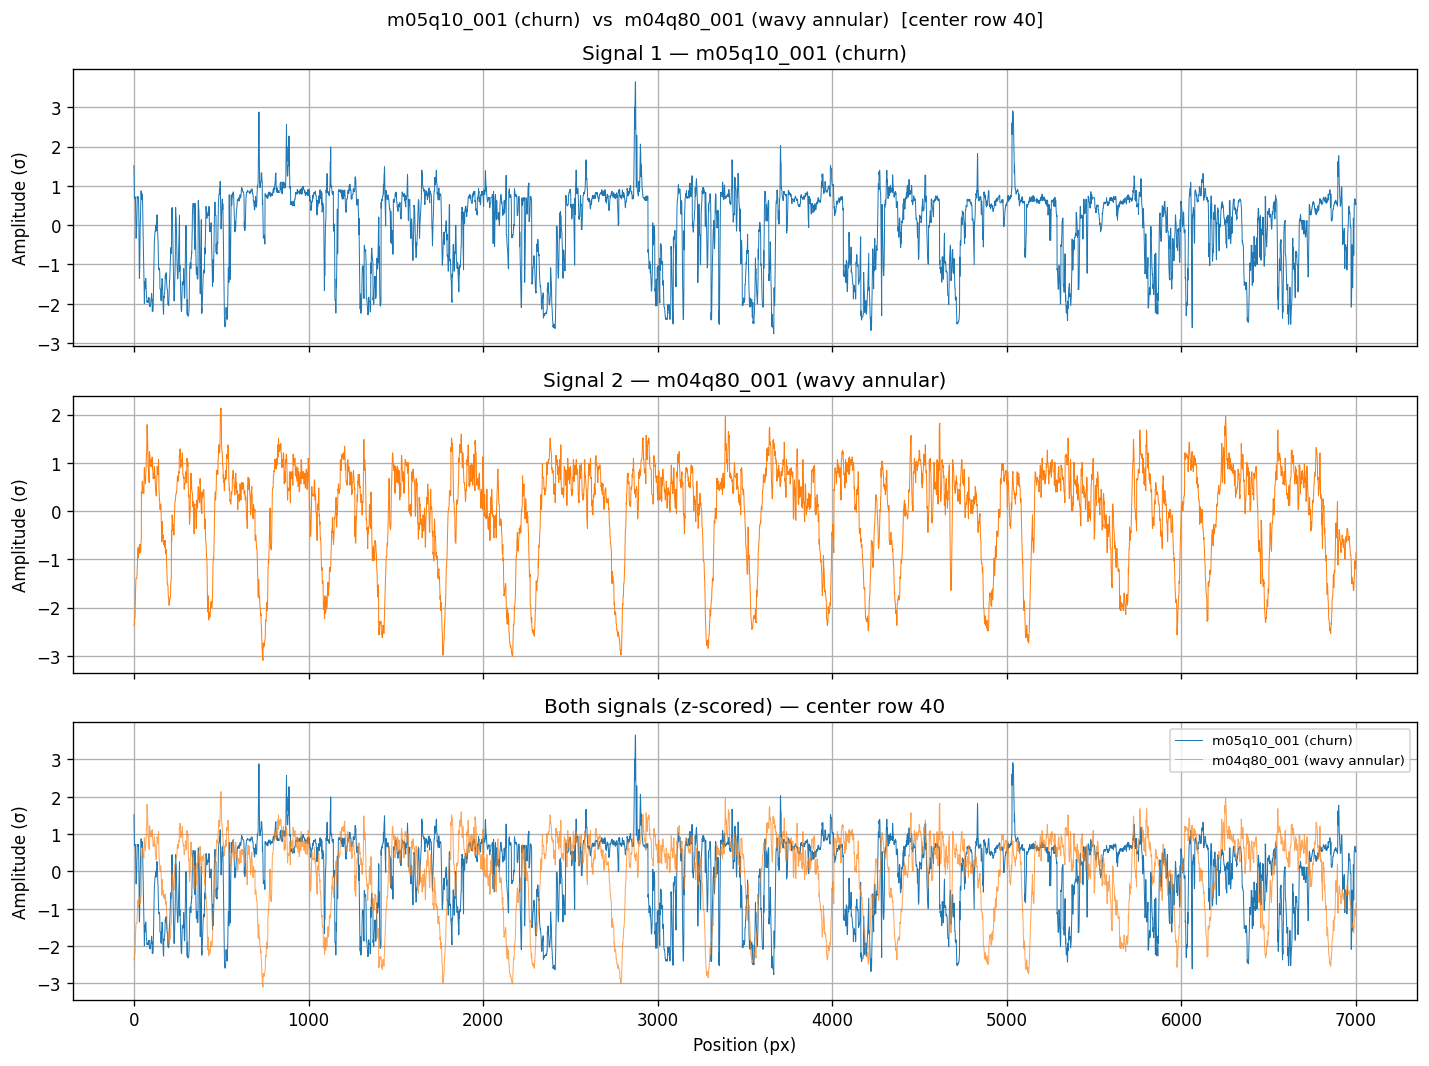 m05q10_001 (churn)  vs  m04q80_001 (wavy annular)  [center row 40]
Signal 1 — m05q10_001 (churn)
Amplitude (σ)
3
2
1
0
−1
−2
−3
Signal 2 — m04q80_001 (wavy annular)
Amplitude (σ)
2
1
0
−1
−2
−3
Both signals (z-scored) — center row 40
m05q10_001 (churn)
m04q80_001 (wavy annular)
Amplitude (σ)
3
2
1
0
−1
−2
−3
0 1000 2000 3000 4000 5000 6000 7000
Position (px)